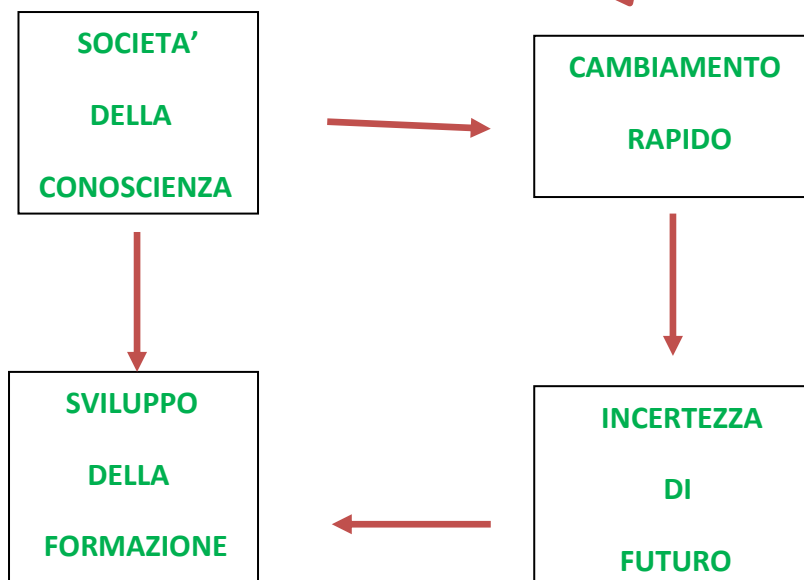 SOCIETA’
DELLA
CONOSCIENZA
CAMBIAMENTO
RAPIDO
SVILUPPO
DELLA
FORMAZIONE
INCERTEZZA
DI
FUTURO